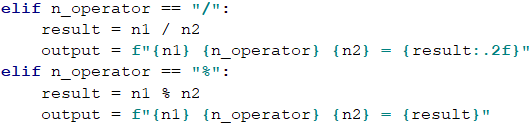 elif n_operator == "/":
    result = n1 / n2
    output = f"{n1} {n_operator} {n2} = {result:.2f}"
elif n_operator == "%":
    result = n1 % n2
    output = f"{n1} {n_operator} {n2} = {result}"